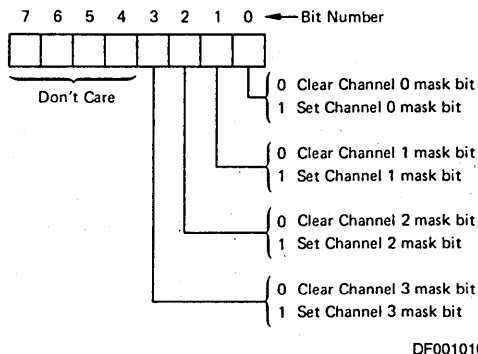 7 6 5 4 3 2 1 0 Bit Number
Don't Care
0 Clear Channel 0 mask bit
1 Set Channel 0 mask bit
0 Clear Channel 1 mask bit
1 Set Channel 1 mask bit
0 Clear Channel 2 mask bit
1 Set Channel 2 mask bit
0 Clear Channel 3 mask bit
1 Set Channel 3 mask bit
DF001010